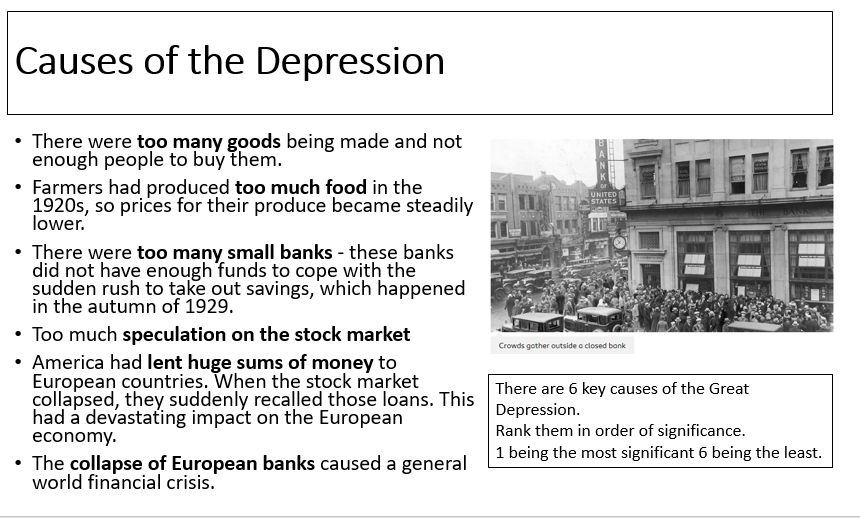 Causes of the Depression
• There were too many goods being made and not
enough people to buy them.
• Farmers had produced too much food in the
1920s, so prices for their produce became steadily
lower.
• There were too many small banks - these banks
did not have enough funds to cope with the
sudden rush to take out savings, which happened
in the autumn of 1929.
• Too much speculation on the stock market
• America had lent huge sums of money to
European countries. When the stock market
collapsed, they suddenly recalled those loans. This
had a devastating impact on the European
economy.
• The collapse of European banks caused a general
world financial crisis.
BANK
OF
UNITED
STATES
BANK
Crowds gather outside a closed bank
There are 6 key causes of the Great
Depression.
Rank them in order of significance.
1 being the most significant 6 being the least.